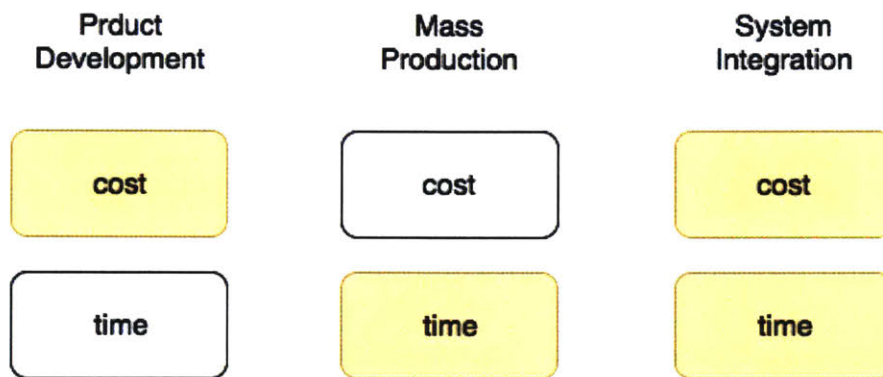 Prduct
Development
Mass
Production
System
Integration
cost
cost
cost
time
time
time